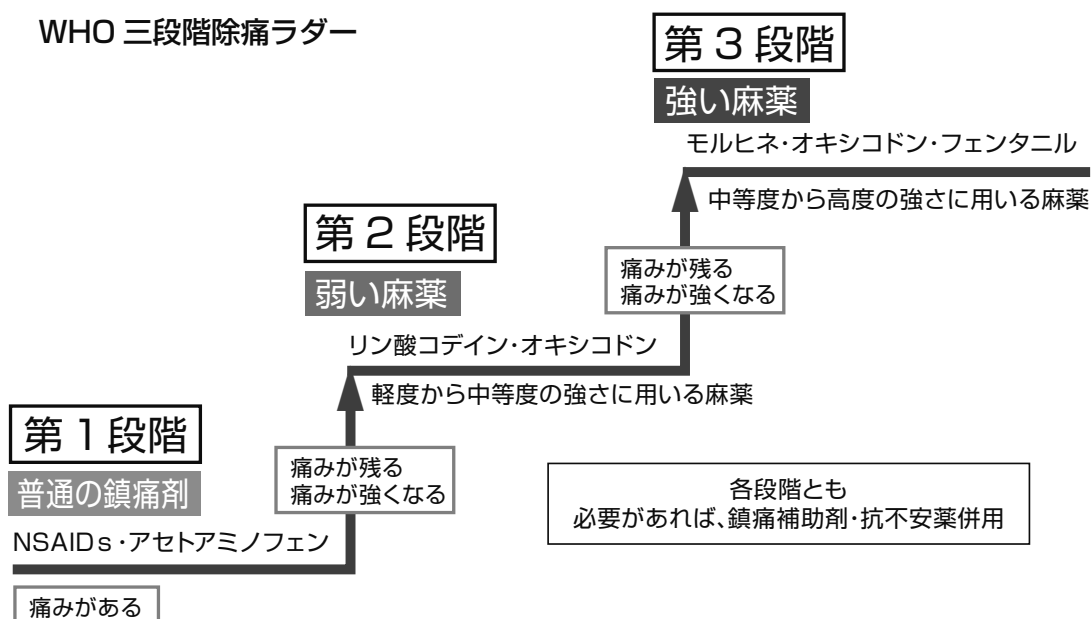 WHO 三段階除痛ラダー
第3段階
強い麻薬
モルヒネ・オキシコドン・フェンタニル
中等度から高度の強さに用いる麻薬
痛みが残る
痛みが強くなる
第2段階
弱い麻薬
リン酸コデイン・オキシコドン
軽度から中等度の強さに用いる麻薬
痛みが残る
痛みが強くなる
第1段階
普通の鎮痛剤
NSAIDs・アセトアミノフェン
痛みがある
各段階とも
必要があれば、鎮痛補助剤・抗不安薬併用